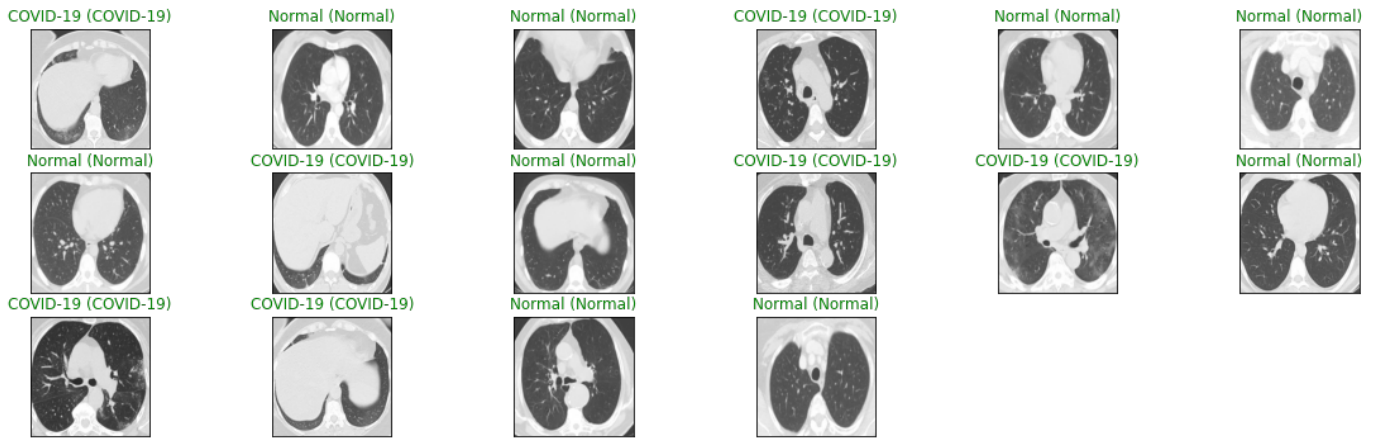 COVID-19 (COVID-19) Normal (Normal) Normal (Normal) COVID-19 (COVID-19) Normal (Normal) Normal (Normal)
Normal (Normal) COVID-19 (COVID-19) Normal (Normal) COVID-19 (COVID-19) COVID-19 (COVID-19) Normal (Normal)
COVID-19 (COVID-19) COVID-19 (COVID-19) Normal (Normal) Normal (Normal)